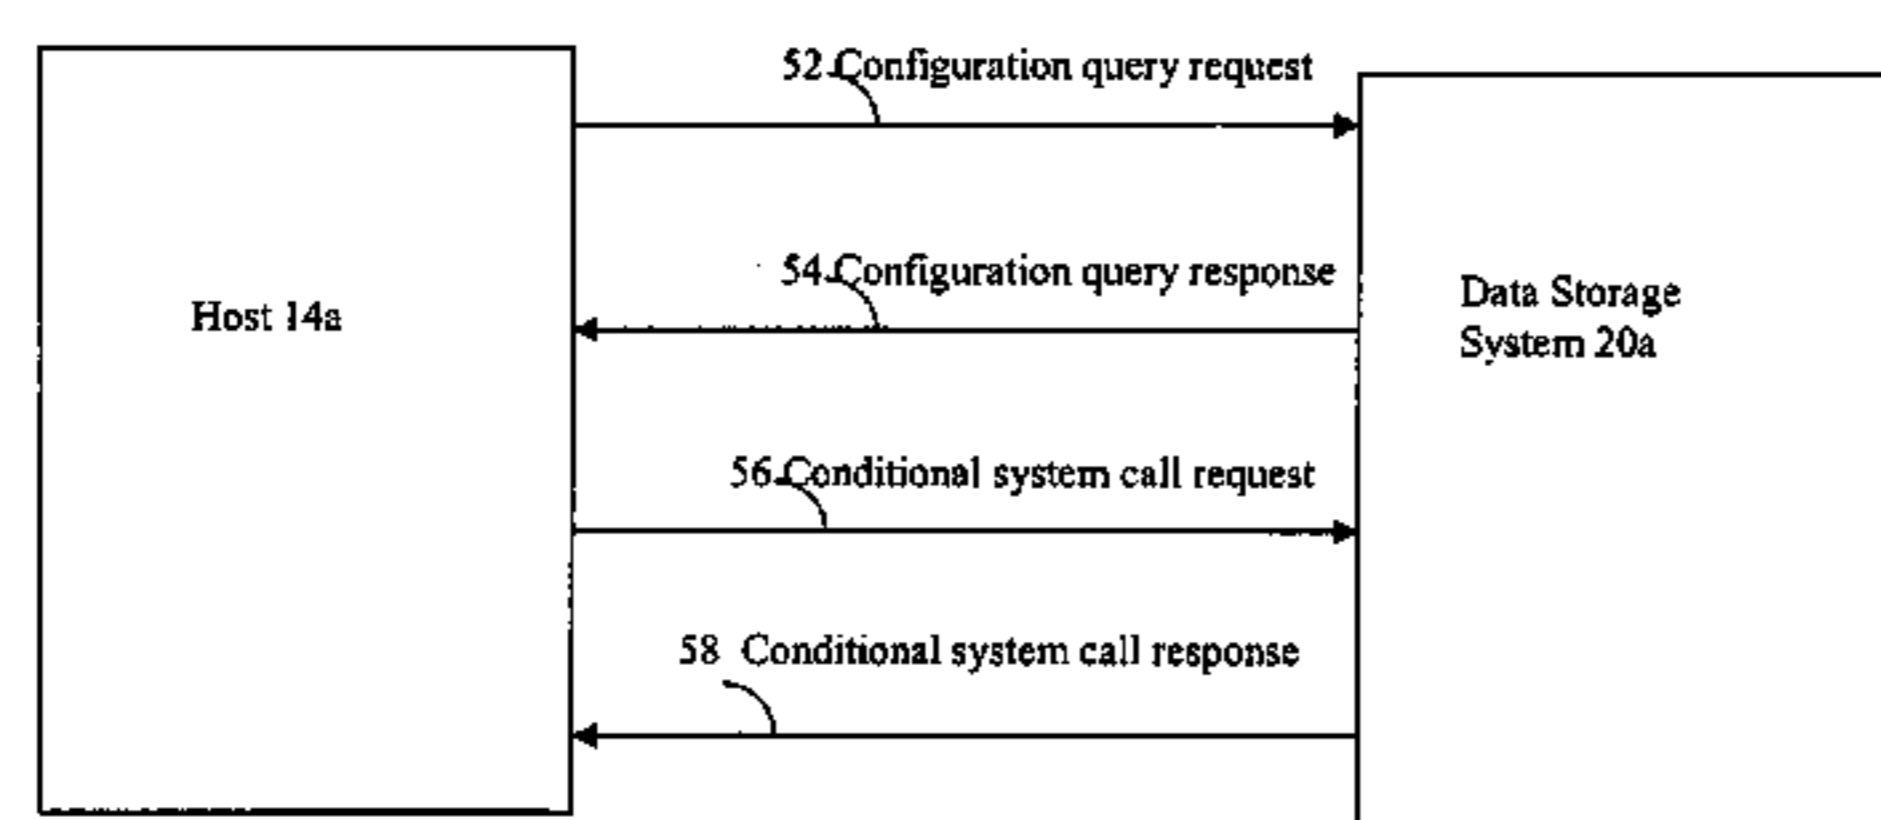 52 Configuration query request
54 Configuration query response
Host 14a
Data Storage
System 20a
56 Conditional system call request
58 Conditional system call response